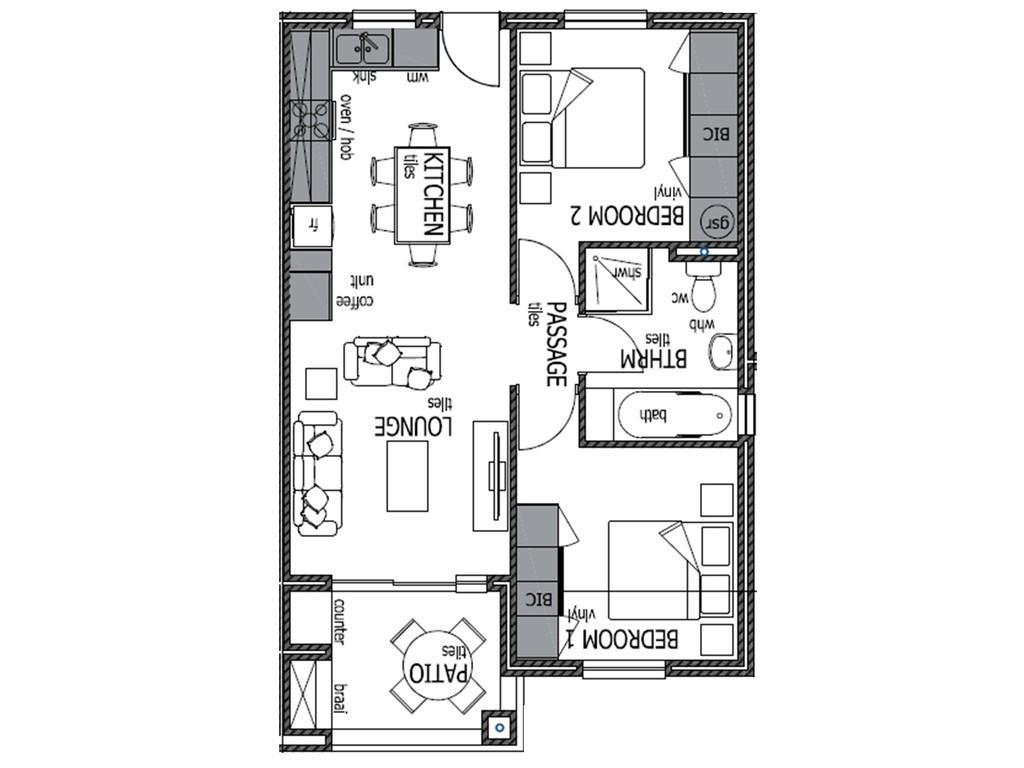 sink
wm
oven / hob
KITCHEN
tiles
fr
coffee
unit
BIC
vinyl
BEDROOM 2
gsr
shwr
wc
whb
PASSAGE
tiles
BTHRM
tiles
bath
LOUNGE
tiles
BIC
vinyl
BEDROOM 1
counter
PATIO
tiles
braai